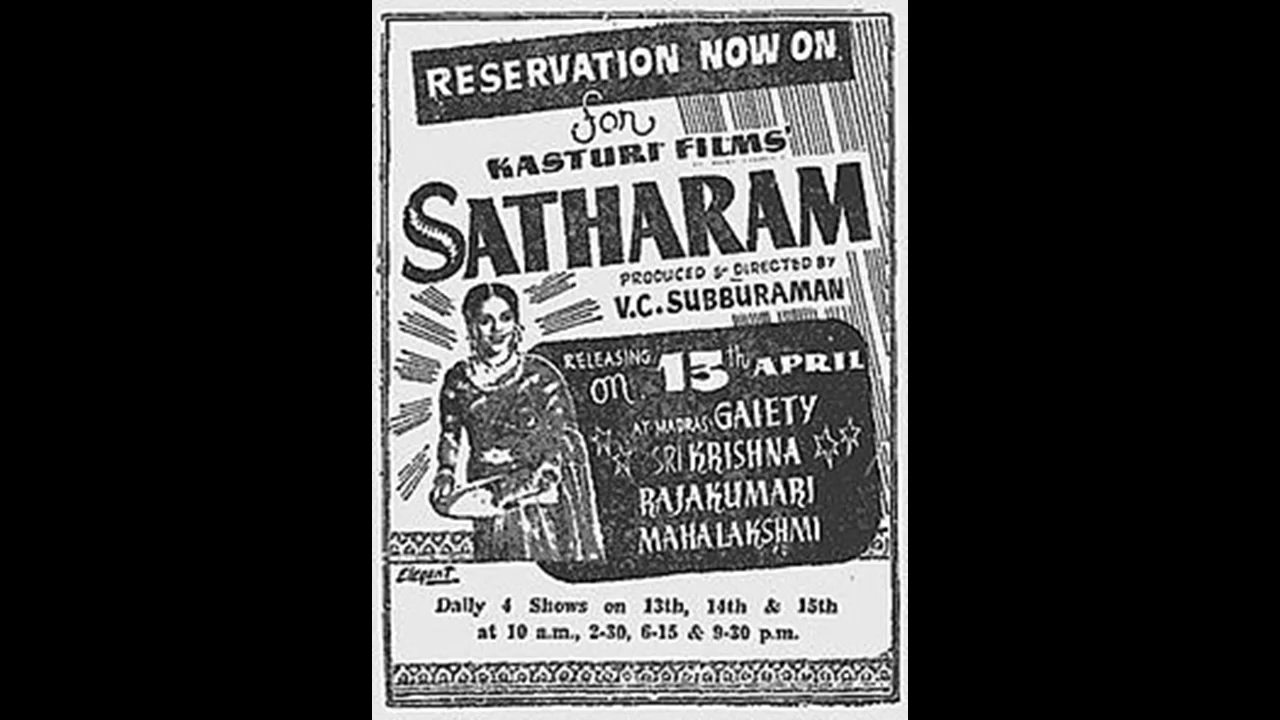 RESERVATION NOW ON
for
KASTURI FILMS'
SATHARAM
PRODUCED & DIRECTED BY
V.C. SUBBURAMAN
RELEASING
on 13th APRIL
AT MADRAS GAIETY
SRI KRISHNA
RAJAKUMARI
MAHALAKSHMI
Elegant
Daily 4 Shows on 13th, 14th & 15th
at 10 a.m., 2-30, 6-15 & 9-30 p.m.